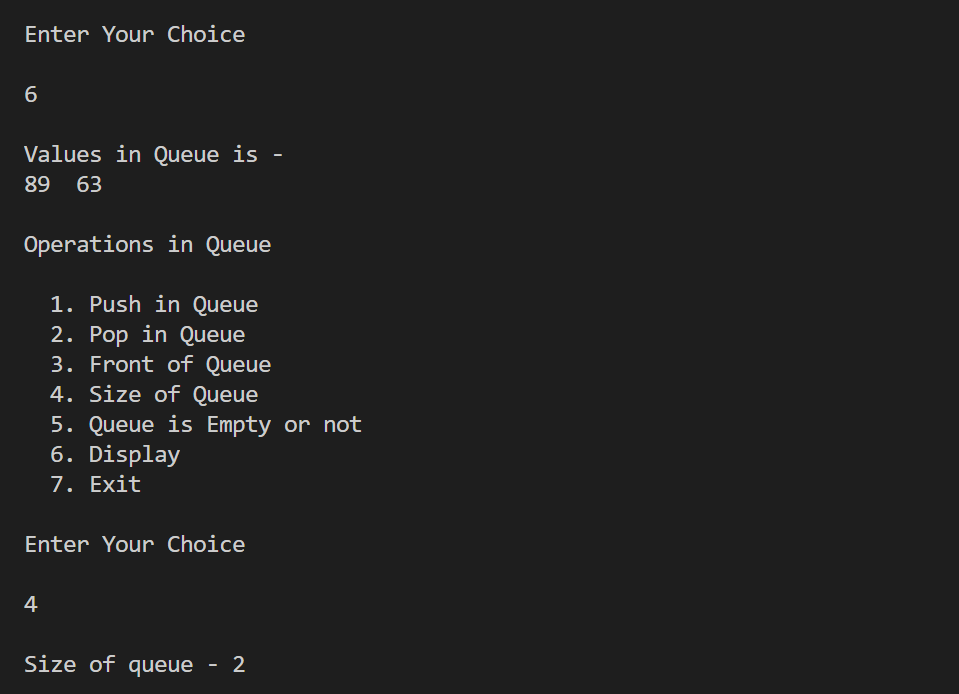 Enter Your Choice
6
Values in Queue is -
89  63
Operations in Queue
1. Push in Queue
2. Pop in Queue
3. Front of Queue
4. Size of Queue
5. Queue is Empty or not
6. Display
7. Exit
Enter Your Choice
4
Size of queue - 2